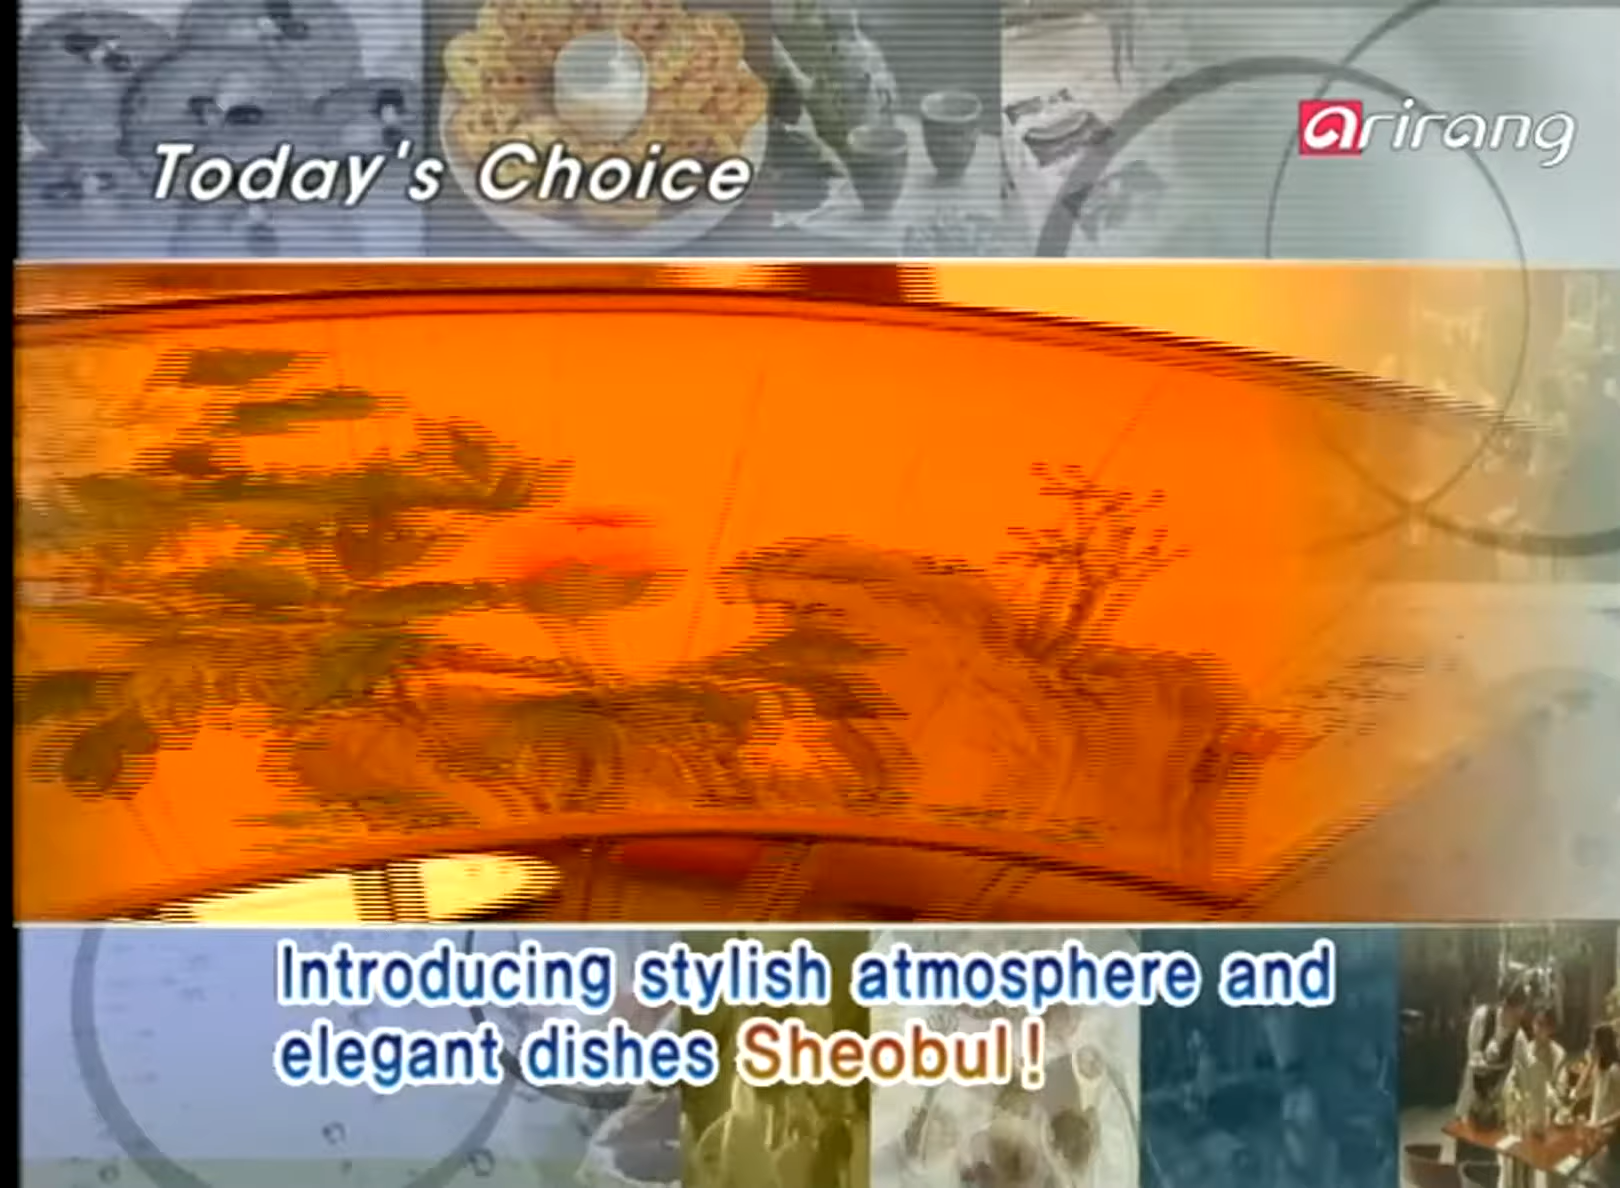 Today's Choice
arirang
Introducing stylish atmosphere and
elegant dishes Sheobul!